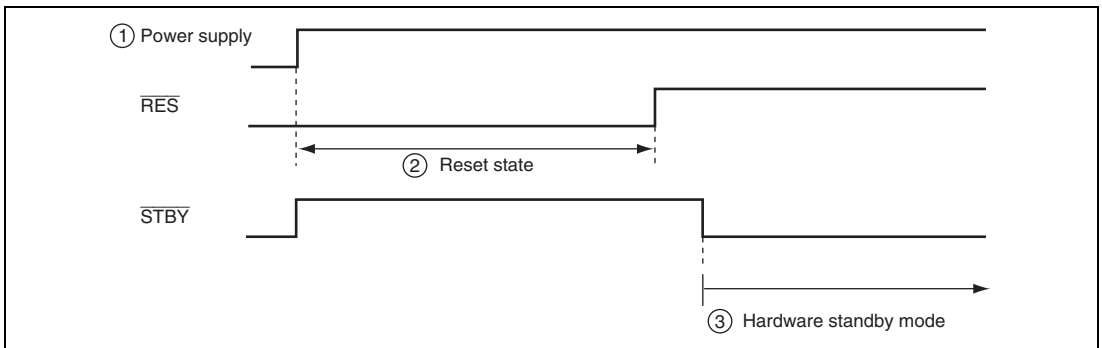 ① Power supply
RES
② Reset state
STBY
③ Hardware standby mode